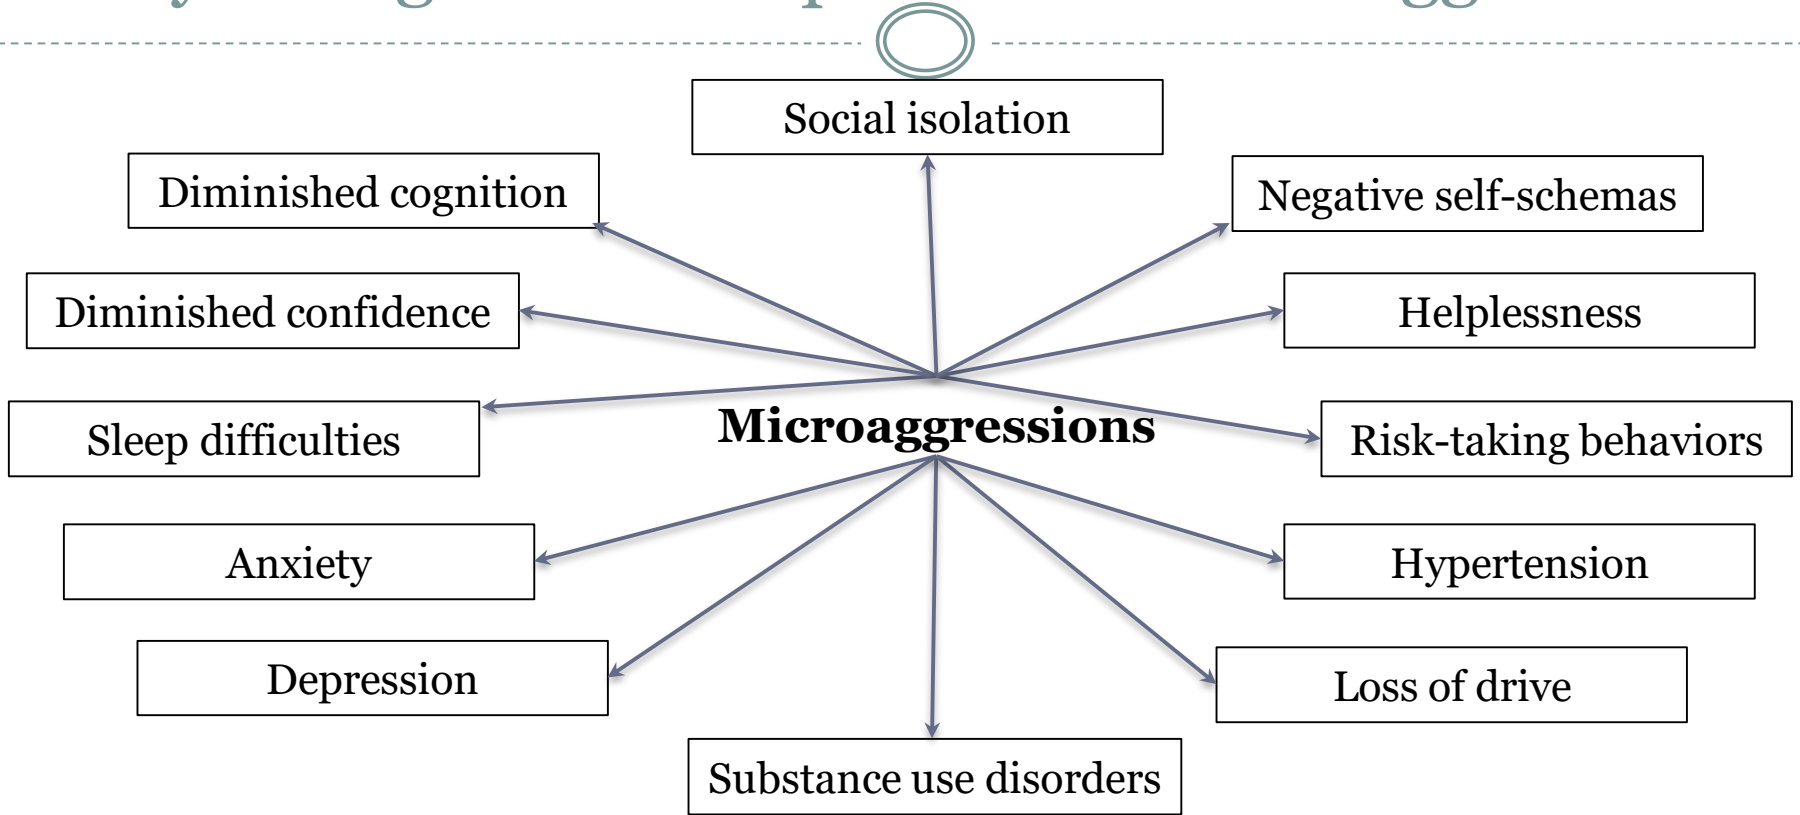 Social isolation
Diminished cognition
Negative self-schemas
Diminished confidence
Helplessness
Microaggressions
Sleep difficulties
Risk-taking behaviors
Anxiety
Hypertension
Depression
Loss of drive
Substance use disorders